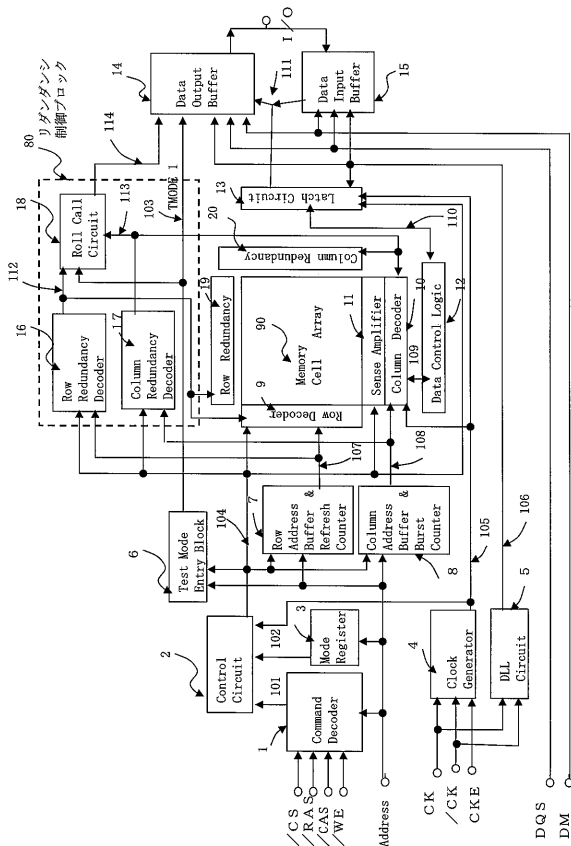 80
リダンダンシ
制御ブロック
114
14
Data
Output
Buffer
I
111
Data
Input
Buffer
15
18
Roll Call
Circuit
113
103
TMODE 1
112
16
Row
Redundancy
Decoder
17
Column
Redundancy
Decoder
13
Latch Circuit
110
20
Column Redundancy
19
Row Redundancy
90
Memory
Cell Array
9
Row Decoder
11
Sense Amplifier
10
Column Decoder
109
Data Control Logic
12
107
108
6
Test Mode
Entry Block
104
7
Row
Address
Buffer &
Refresh
Counter
Column
Address
Buffer &
Burst
Counter
8
105
106
2
Control
Circuit
102
3
Mode
Register
101
1
Command
Decoder
4
Clock
Generator
5
DLL
Circuit
/CS
/RAS
/CAS
/WE
Address
CK
/CK
CKE
DQS
DM